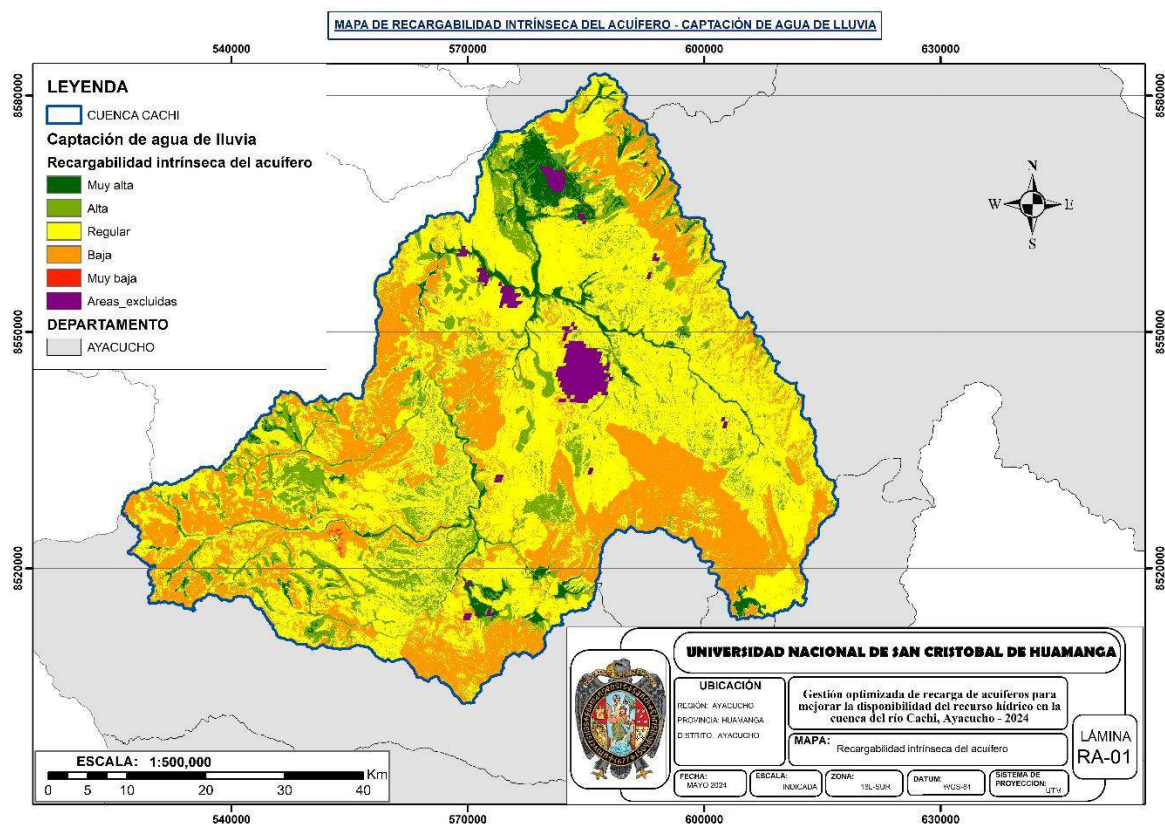 MAPA DE RECARGABILIDAD INTRÍNSECA DEL ACUÍFERO - CAPTACIÓN DE AGUA DE LLUVIA
540000 570000 600000 630000
LEYENDA
CUENCA CACHI
Captación de agua de lluvia
Recargabilidad intrínseca del acuífero
Muy alta
Alta
Regular
Baja
Muy baja
Areas_excluidas
DEPARTAMENTO
AYACUCHO
8580000 8580000
8550000 8550000
8520000 8520000
N
W E
S
ESCALA: 1:500,000
0 5 10 20 30 40 Km
540000 570000 600000 630000
UNIVERSIDAD NACIONAL DE SAN CRISTOBAL DE HUAMANGA
UBICACIÓN
REGIÓN: AYACUCHO
PROVINCIA: HUAMANGA
DISTRITO: AYACUCHO
Gestión optimizada de recarga de acuíferos para
mejorar la disponibilidad del recurso hídrico en la
cuenca del río Cachi, Ayacucho - 2024
MAPA: Recargabilidad intrínseca del acuífero
LÁMINA
RA-01
FECHA:
MAYO 2024
ESCALA:
INDICADA
ZONA:
18L-SUR
DATUM:
WGS-84
SISTEMA DE
PROYECCION:
UTM